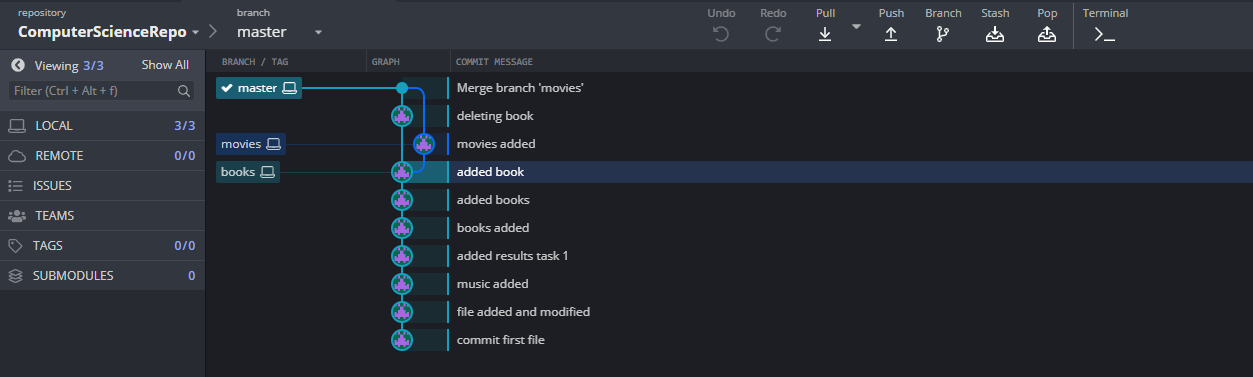 repository
ComputerScienceRepo
branch
master
Undo Redo Pull Push Branch Stash Pop Terminal
Viewing 3/3 Show All
Filter (Ctrl + Alt + f)
LOCAL 3/3
REMOTE 0/0
ISSUES
TEAMS
TAGS 0/0
SUBMODULES 0
BRANCH / TAG GRAPH COMMIT MESSAGE
master Merge branch 'movies'
deleting book
movies movies added
books added book
added books
books added
added results task 1
music added
file added and modified
commit first file